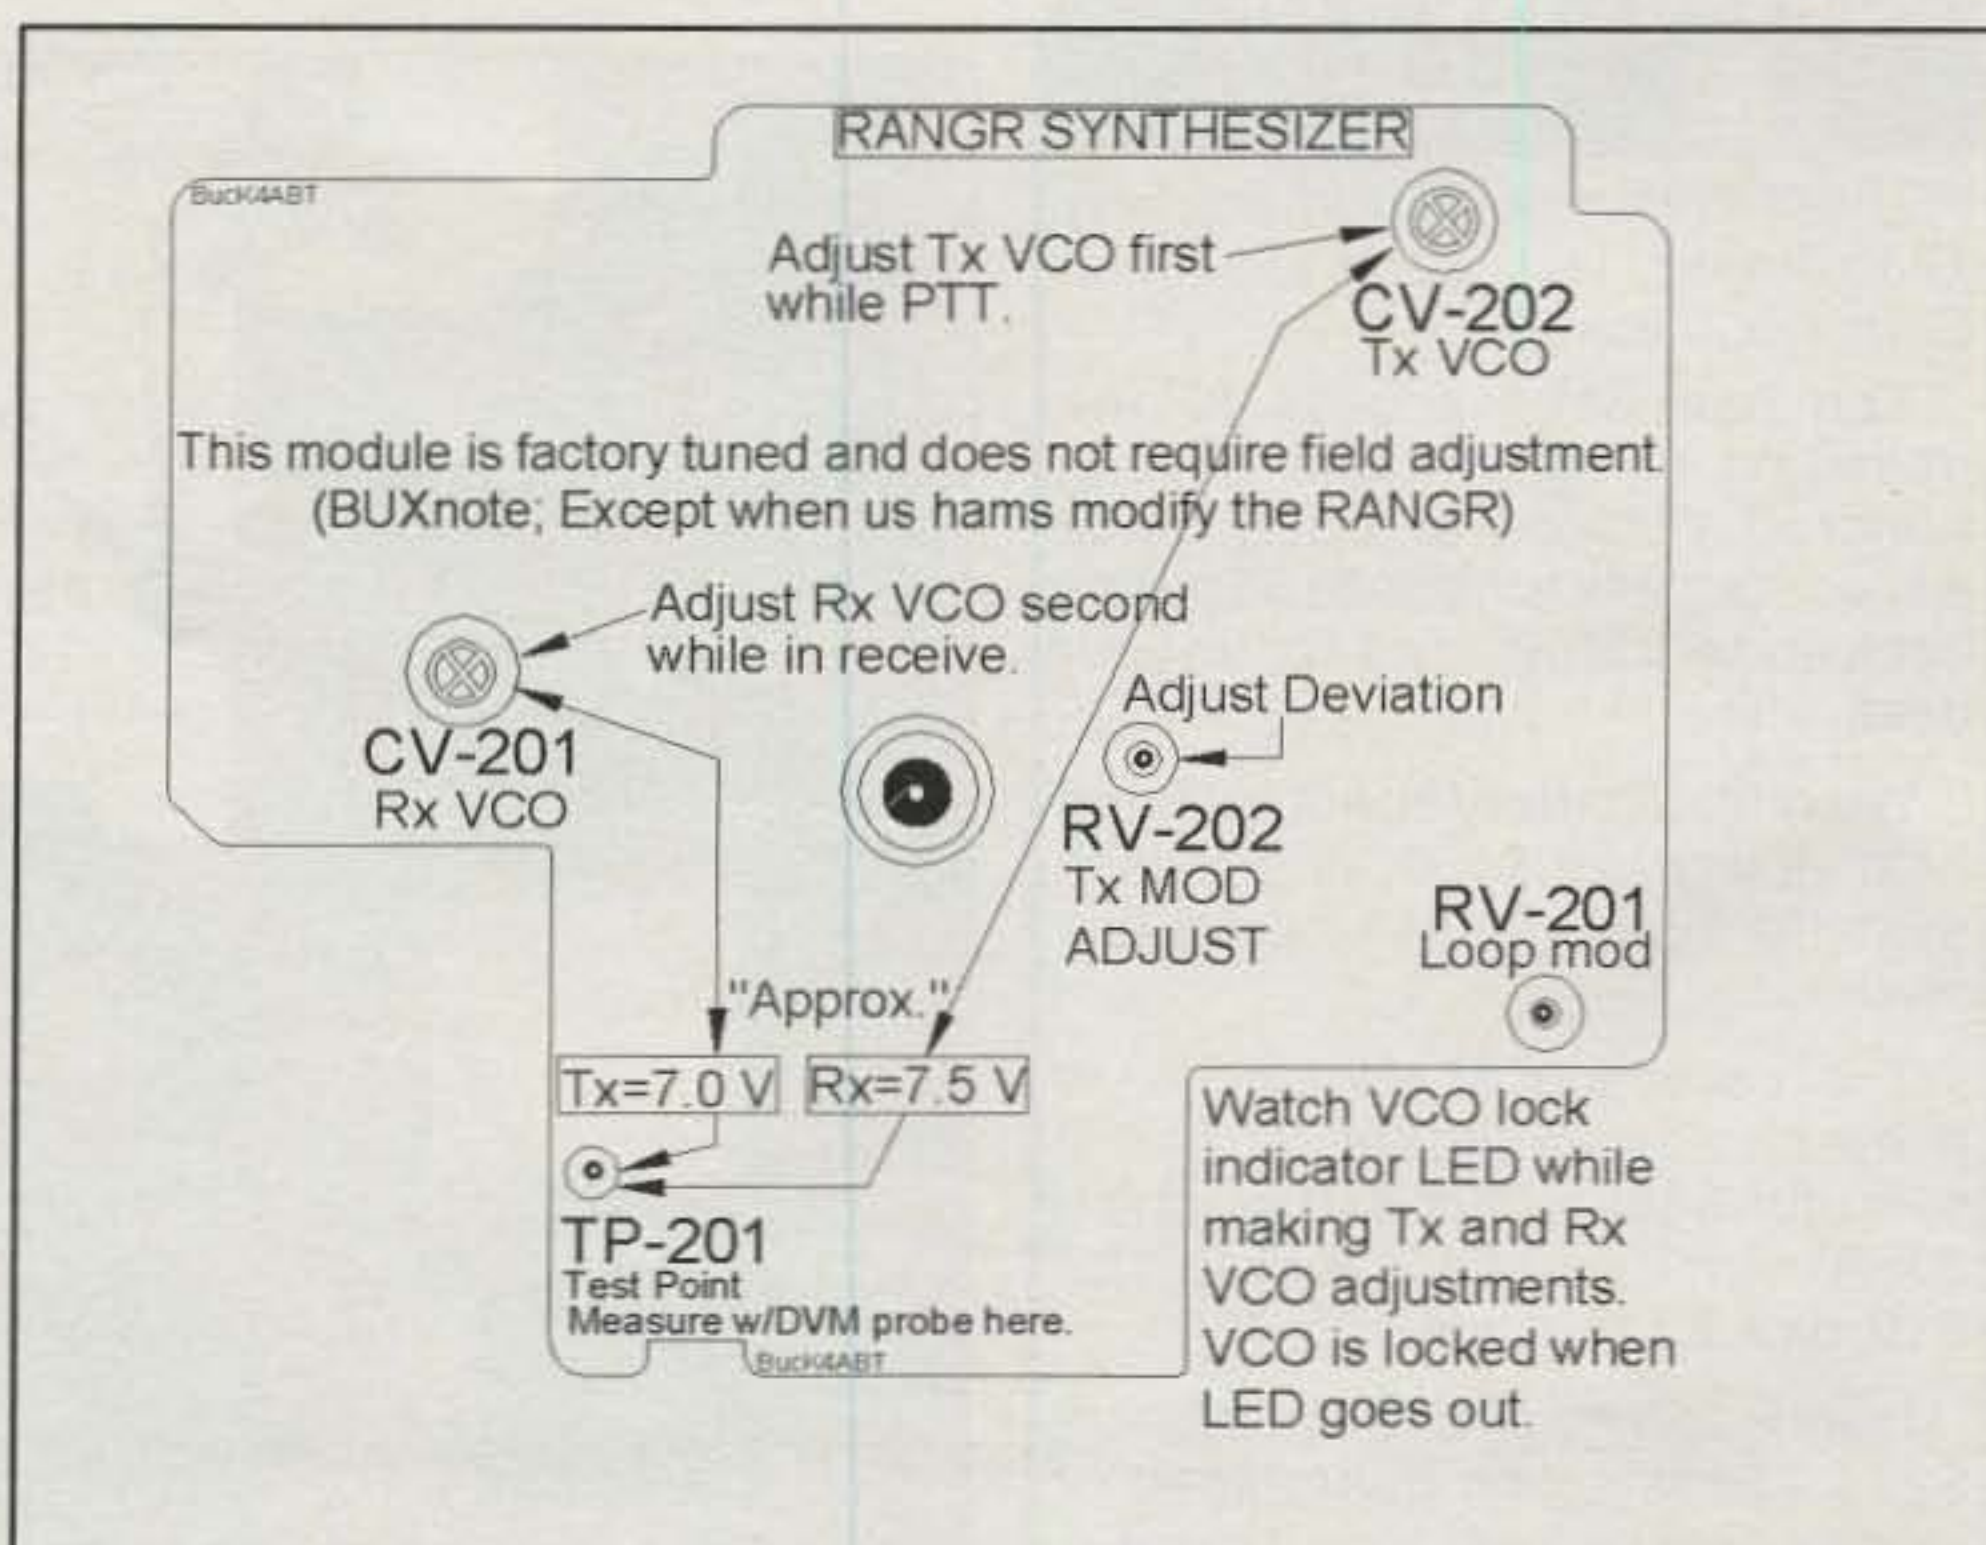 RANGR SYNTHESIZER
BucK4ABT
Adjust Tx VCO first
while PTT.
CV-202
Tx VCO
This module is factory tuned and does not require field adjustment.
(BUXnote; Except when us hams modify the RANGR)
Adjust Rx VCO second
while in receive.
CV-201
Rx VCO
Adjust Deviation
RV-202
Tx MOD
ADJUST
RV-201
Loop mod
"Approx."
Tx=7.0 V
Rx=7.5 V
TP-201
Test Point
Measure w/DVM probe here.
BucK4ABT
Watch VCO lock
indicator LED while
making Tx and Rx
VCO adjustments.
VCO is locked when
LED goes out.